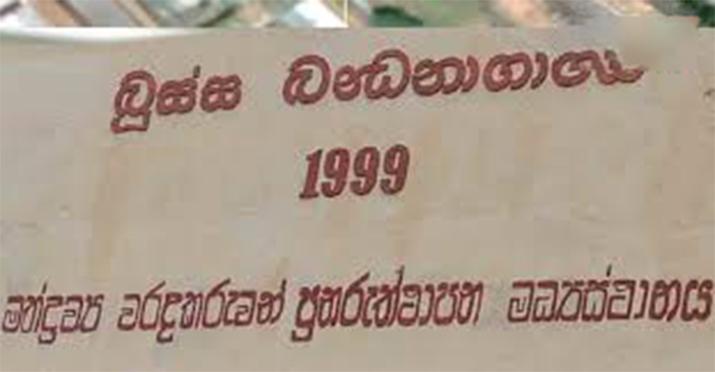 බුස්ස බන්ධනාගාරය
1999
මත්ද්‍රව්‍ය වරදකරුවන් පුනරුත්ථාපන මධ්‍යස්ථානය